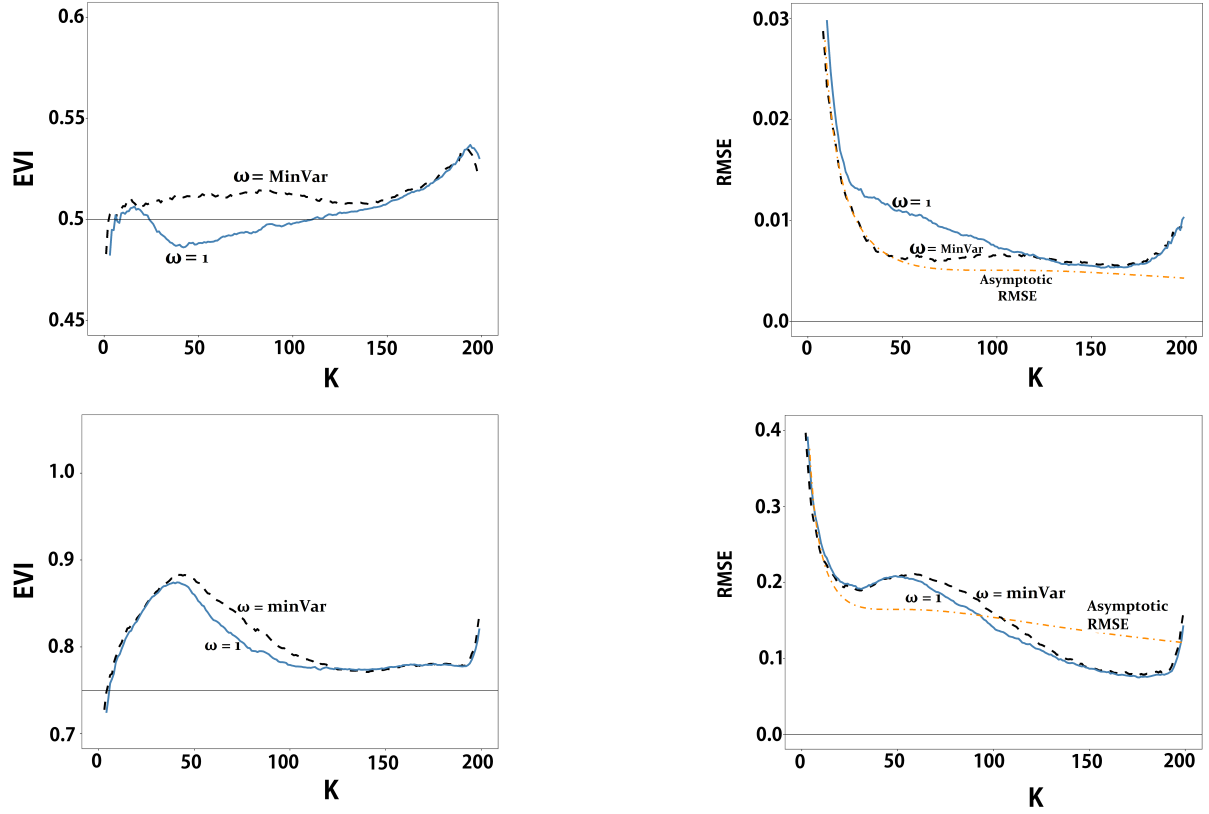 0.6
0.55
0.5
0.45
EVI
ω = MinVar
ω = 1
0
50
100
150
200
K
0.03
0.02
0.01
0.0
RMSE
ω = 1
ω = MinVar
Asymptotic
RMSE
0
50
100
150
200
K
1.0
0.9
0.8
0.7
EVI
ω = minVar
ω = 1
0
50
100
150
200
K
0.4
0.3
0.2
0.1
0.0
RMSE
ω = minVar
ω = 1
Asymptotic
RMSE
0
50
100
150
200
K